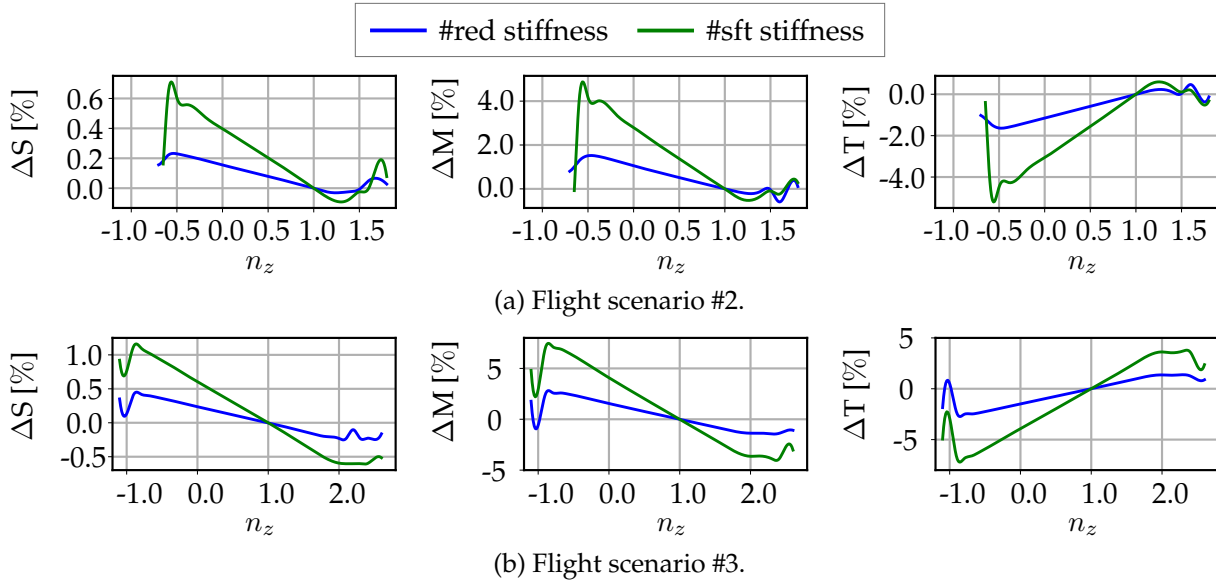 #red stiffness #sft stiffness
ΔS [%]
0.6
0.4
0.2
0.0
-1.0 -0.5 0.0 0.5 1.0 1.5
n_z
ΔM [%]
4.0
2.0
0.0
-1.0 -0.5 0.0 0.5 1.0 1.5
n_z
ΔT [%]
0.0
-2.0
-4.0
-1.0 -0.5 0.0 0.5 1.0 1.5
n_z
(a) Flight scenario #2.
ΔS [%]
1.0
0.5
0.0
-0.5
-1.0 0.0 1.0 2.0
n_z
ΔM [%]
5
0
-5
-1.0 0.0 1.0 2.0
n_z
ΔT [%]
5
0
-5
-1.0 0.0 1.0 2.0
n_z
(b) Flight scenario #3.